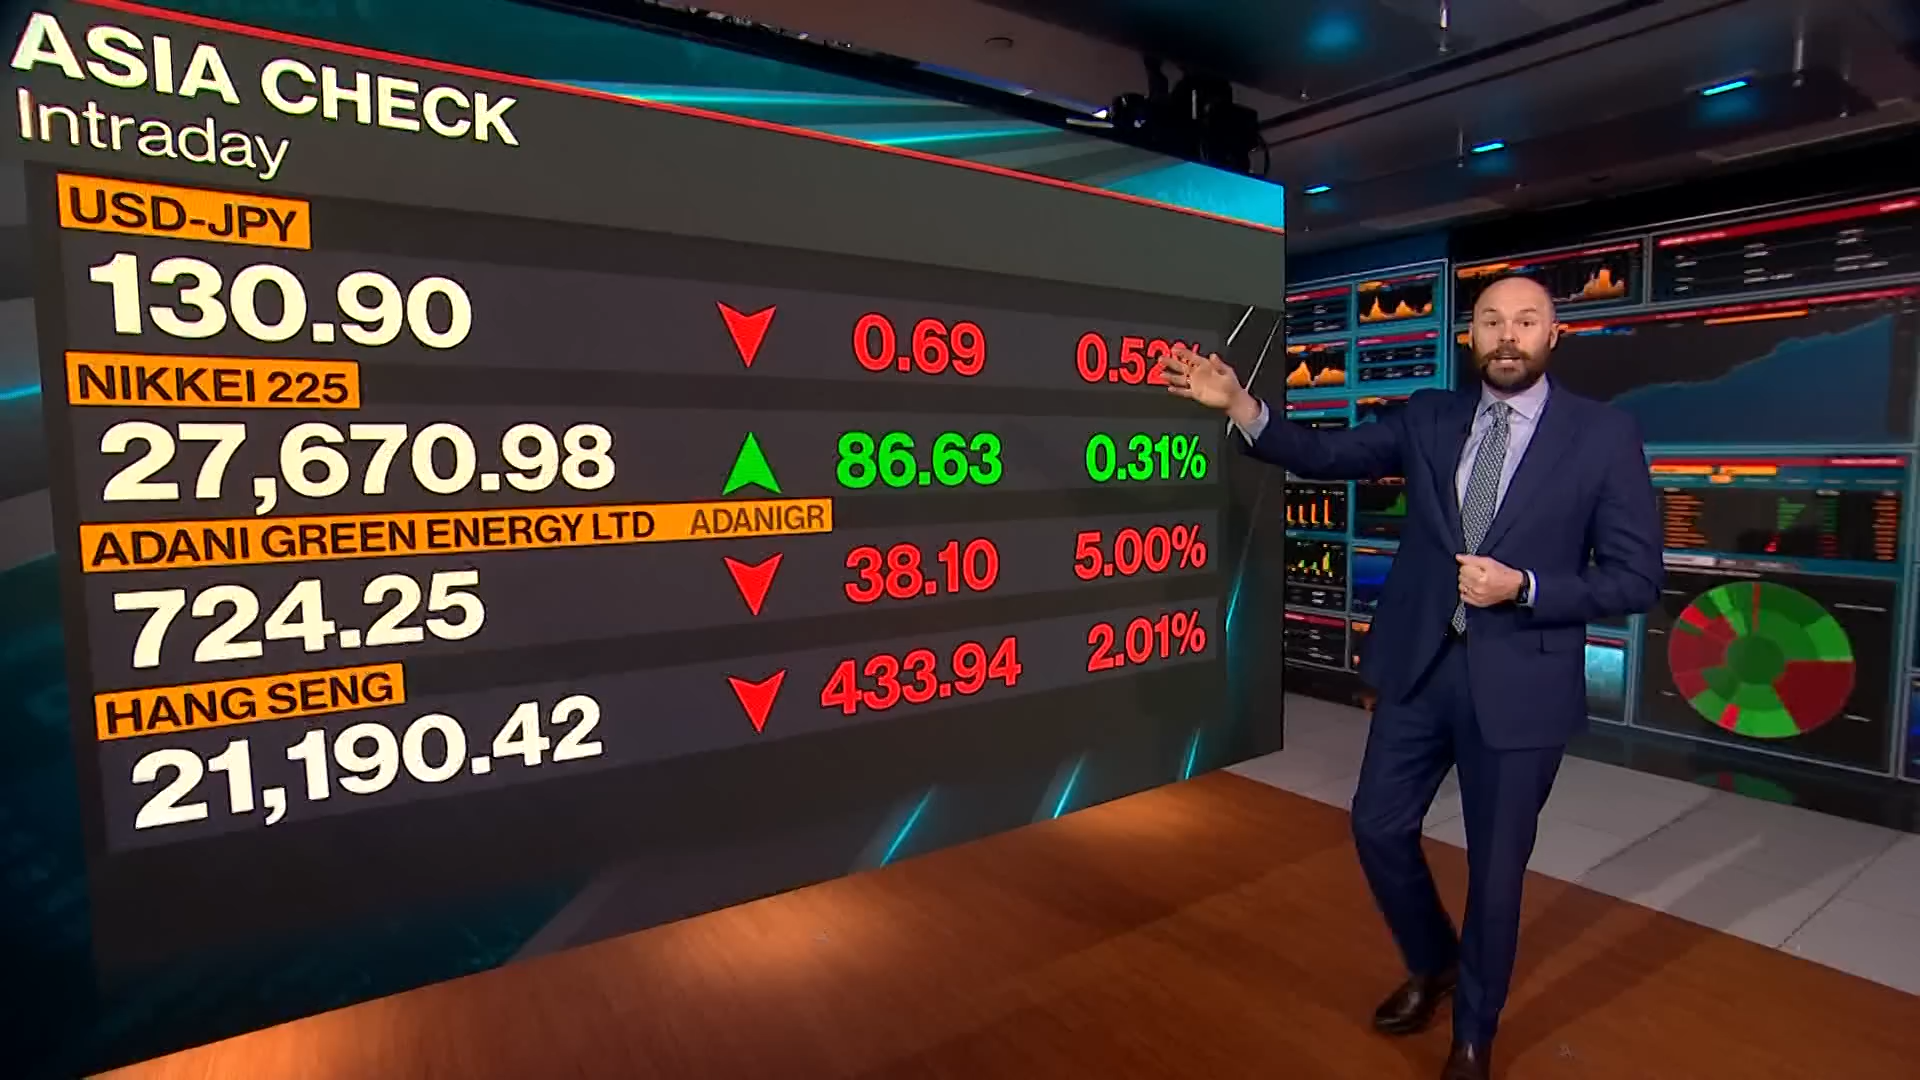 ASIA CHECK
Intraday
USD-JPY
130.90 0.69 0.52%
NIKKEI 225
27,670.98 86.63 0.31%
ADANI GREEN ENERGY LTD ADANIGR
724.25 38.10 5.00%
HANG SENG
21,190.42 433.94 2.01%